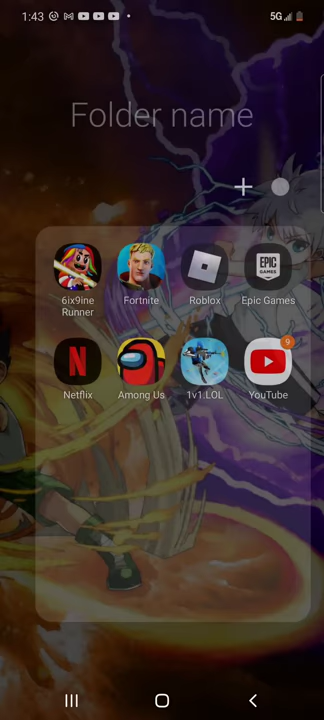 1:43
5G
Folder name
6ix9ine
Runner
Fortnite
Roblox
EPIC
GAMES
Epic Games
Netflix
Among Us
1v1.LOL
9
YouTube